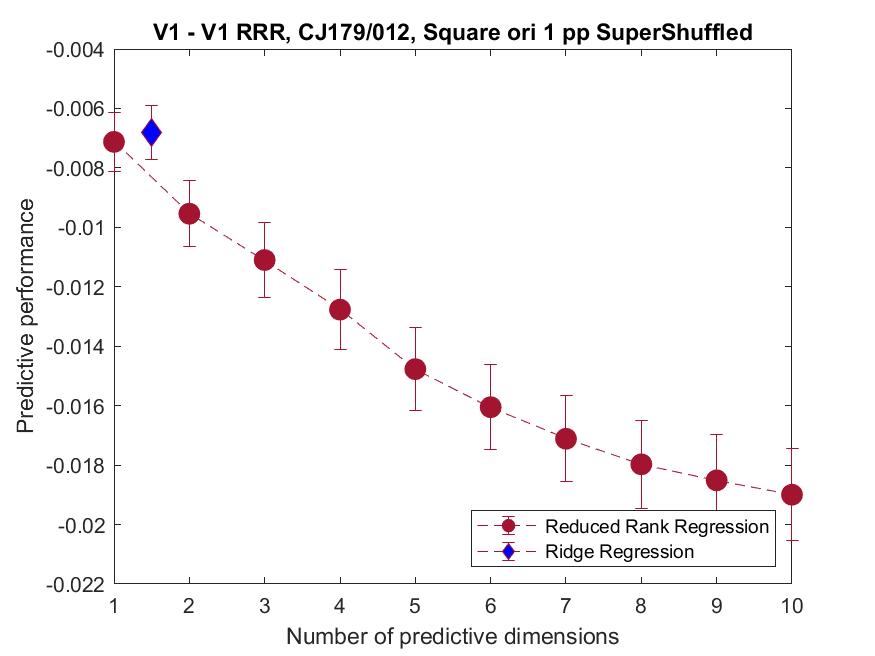 V1 - V1 RRR, CJ179/012, Square ori 1 pp SuperShuffled
-0.004
-0.006
-0.008
-0.01
-0.012
-0.014
-0.016
-0.018
-0.02
-0.022
Predictive performance
Reduced Rank Regression
Ridge Regression
1 2 3 4 5 6 7 8 9 10
Number of predictive dimensions